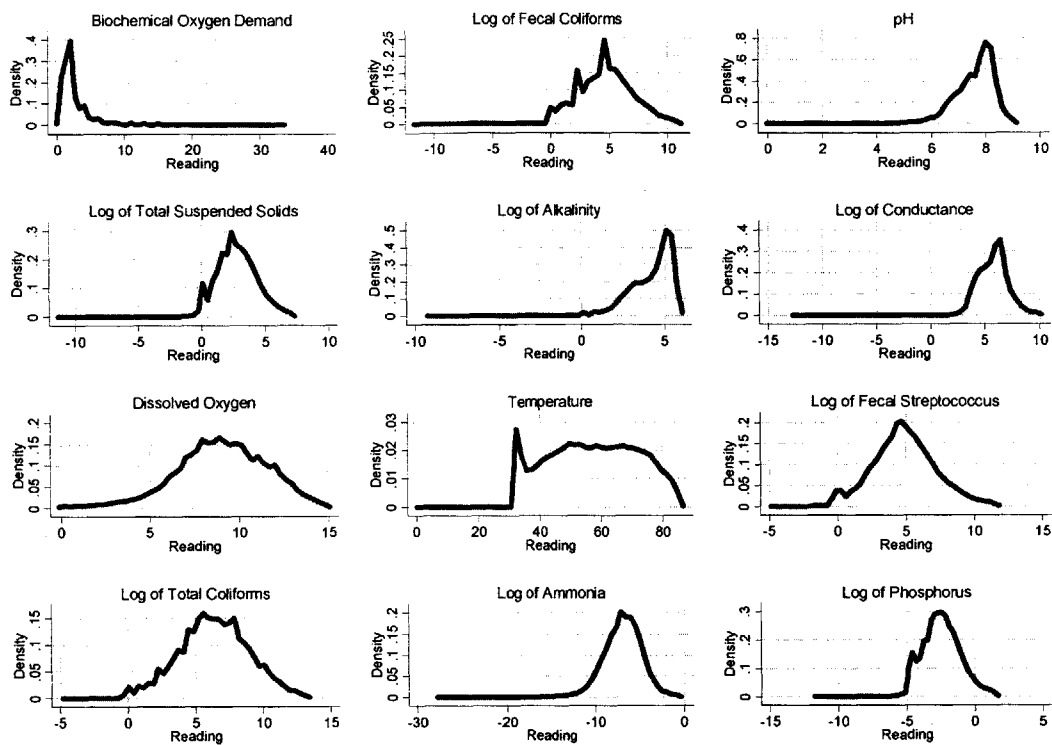 Biochemical Oxygen Demand
Density
0 .1 .2 .3 .4
0 10 20 30 40
Reading
Log of Fecal Coliforms
Density
0 .05 .1 .15 .2 .25
-10 -5 0 5 10
Reading
pH
Density
0 .2 .4 .6 .8
0 2 4 6 8 10
Reading
Log of Total Suspended Solids
Density
0 .1 .2 .3
-10 -5 0 5 10
Reading
Log of Alkalinity
Density
0 .1 .2 .3 .4 .5
-10 -5 0 5
Reading
Log of Conductance
Density
0 .1 .2 .3 .4
-15 -10 -5 0 5 10
Reading
Dissolved Oxygen
Density
0 .05 .1 .15 .2
0 5 10 15
Reading
Temperature
Density
0 .01 .02 .03
0 20 40 60 80
Reading
Log of Fecal Streptococcus
Density
0 .05 .1 .15 .2
-5 0 5 10 15
Reading
Log of Total Coliforms
Density
0 .05 .1 .15
-5 0 5 10 15
Reading
Log of Ammonia
Density
0 .05 .1 .15 .2
-30 -20 -10 0
Reading
Log of Phosphorus
Density
0 .1 .2 .3
-15 -10 -5 0 5
Reading